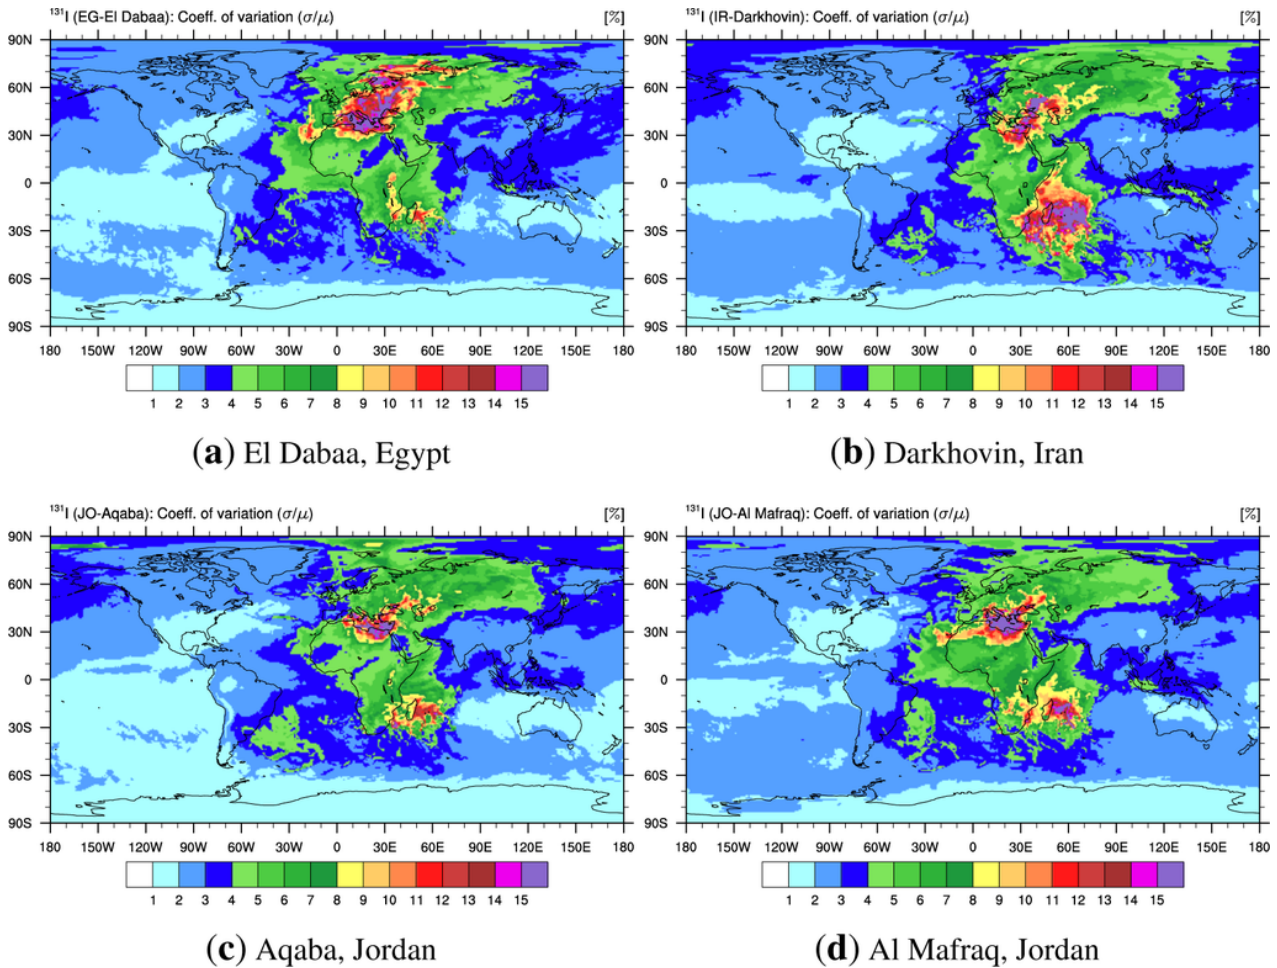 ¹³¹I (EG-El Dabaa): Coeff. of variation (σ/μ) [%]
90N
60N
30N
0
30S
60S
90S
180 150W 120W 90W 60W 30W 0 30E 60E 90E 120E 150E 180
1 2 3 4 5 6 7 8 9 10 11 12 13 14 15
(a) El Dabaa, Egypt
¹³¹I (IR-Darkhovin): Coeff. of variation (σ/μ) [%]
90N
60N
30N
0
30S
60S
90S
180 150W 120W 90W 60W 30W 0 30E 60E 90E 120E 150E 180
1 2 3 4 5 6 7 8 9 10 11 12 13 14 15
(b) Darkhovin, Iran
¹³¹I (JO-Aqaba): Coeff. of variation (σ/μ) [%]
90N
60N
30N
0
30S
60S
90S
180 150W 120W 90W 60W 30W 0 30E 60E 90E 120E 150E 180
1 2 3 4 5 6 7 8 9 10 11 12 13 14 15
(c) Aqaba, Jordan
¹³¹I (JO-Al Mafraq): Coeff. of variation (σ/μ) [%]
90N
60N
30N
0
30S
60S
90S
180 150W 120W 90W 60W 30W 0 30E 60E 90E 120E 150E 180
1 2 3 4 5 6 7 8 9 10 11 12 13 14 15
(d) Al Mafraq, Jordan